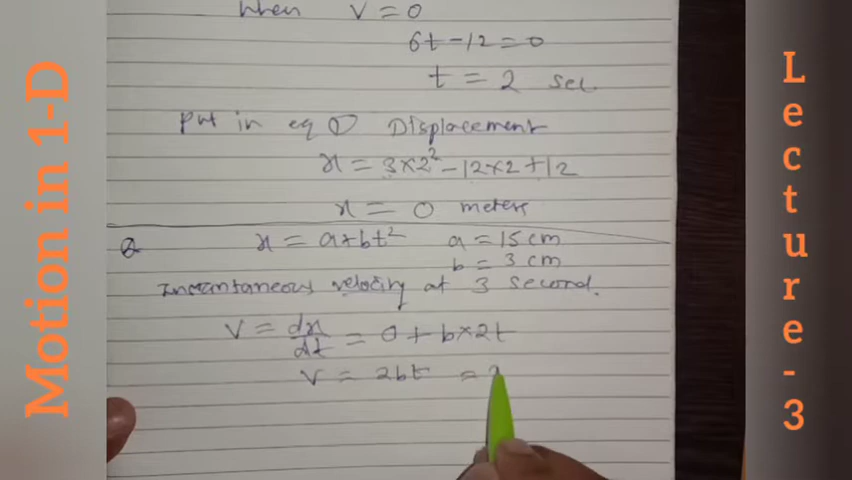 Motion in 1-D
When V = 0
6t - 12 = 0
t = 2 sec
Put in eq ① Displacement
x = 3×2² - 12×2 + 12
x = 0 meters
Q x = a+bt² a = 15 cm
b = 3 cm
Instantaneous velocity at 3 second.
V = dx/dt = 0 + b×2t
V = 2bt = 2
Lecture-3